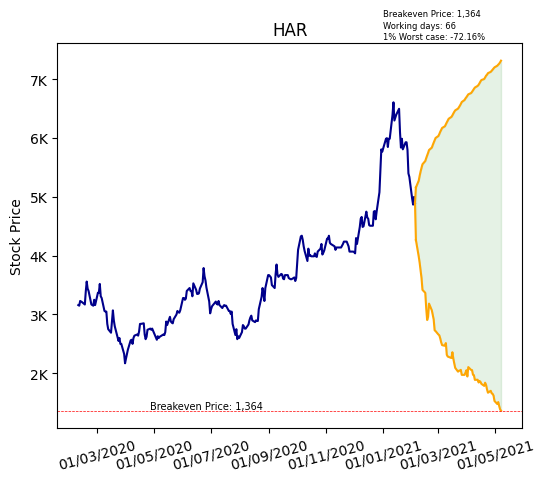 Breakeven Price: 1,364
Working days: 66
1% Worst case: -72.16%
HAR
Stock Price
7K
6K
5K
4K
3K
2K
Breakeven Price: 1,364
01/03/2020
01/05/2020
01/07/2020
01/09/2020
01/11/2020
01/01/2021
01/03/2021
01/05/2021